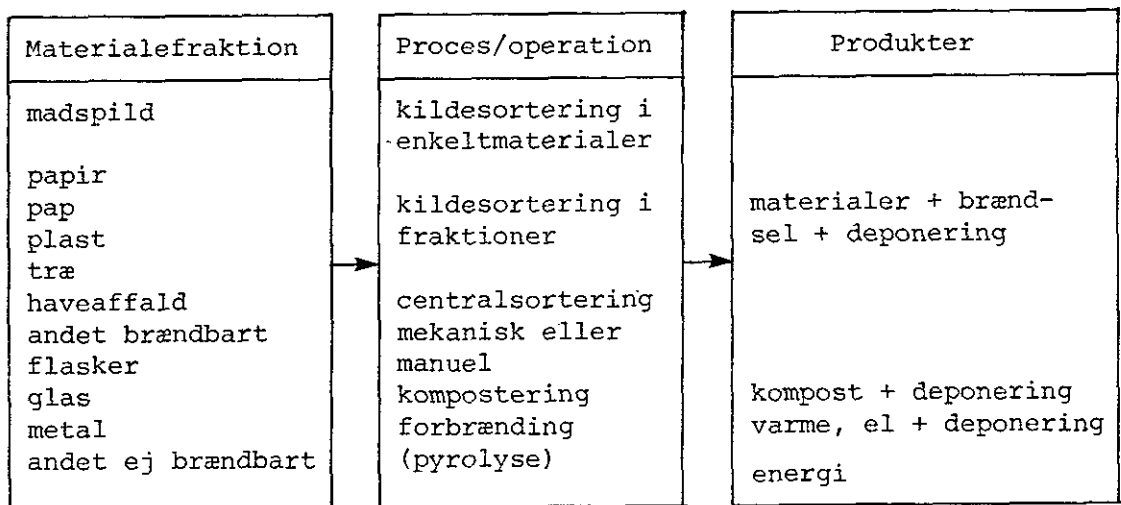 Materialefraktion
madspild
papir
pap
plast
træ
haveaffald
andet brændbart
flasker
glas
metal
andet ej brændbart
Proces/operation
kildesortering i
enkeltmaterialer
kildesortering i
fraktioner
centralsortering
mekanisk eller
manuel
kompostering
forbrænding
(pyrolyse)
Produkter
materialer + brænd-
sel + deponering
kompost + deponering
varme, el + deponering
energi